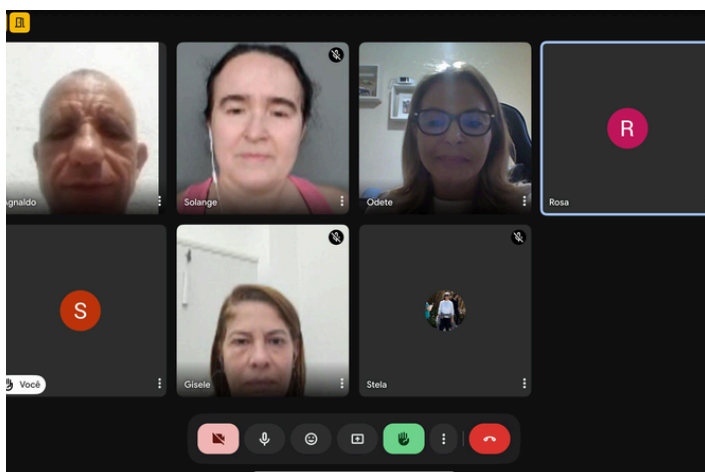 gnaldo
Solange
Odete
R
Rosa
S
Você
Gisele
Stela